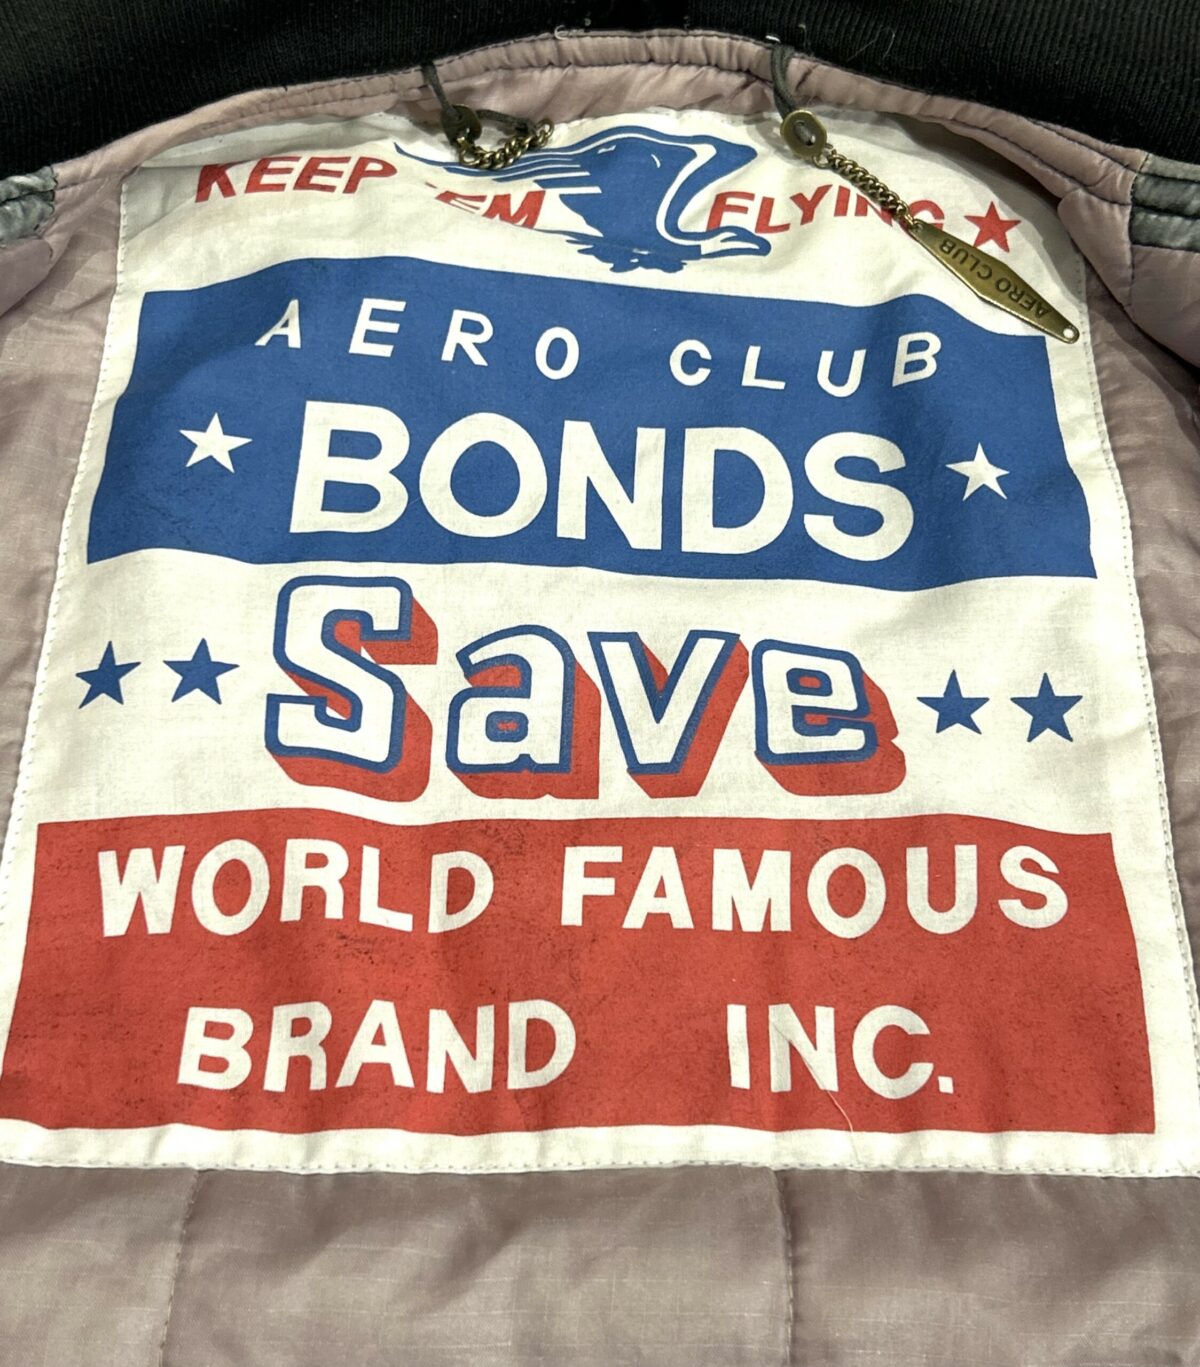 KEEP 'EM FLYING
AERO CLUB
AERO CLUB
BONDS
Save
WORLD FAMOUS
BRAND INC.